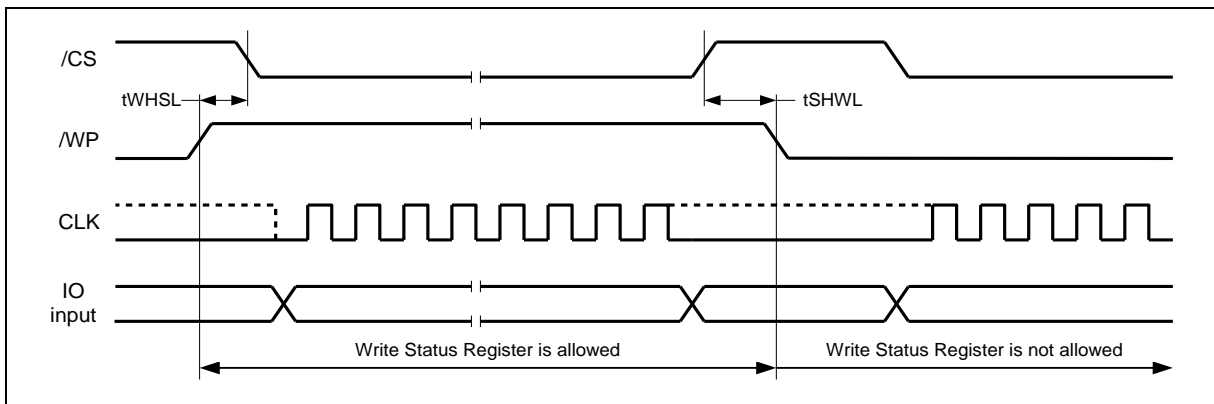 /CS
tWHSL
tSHWL
/WP
CLK
IO
input
Write Status Register is allowed
Write Status Register is not allowed